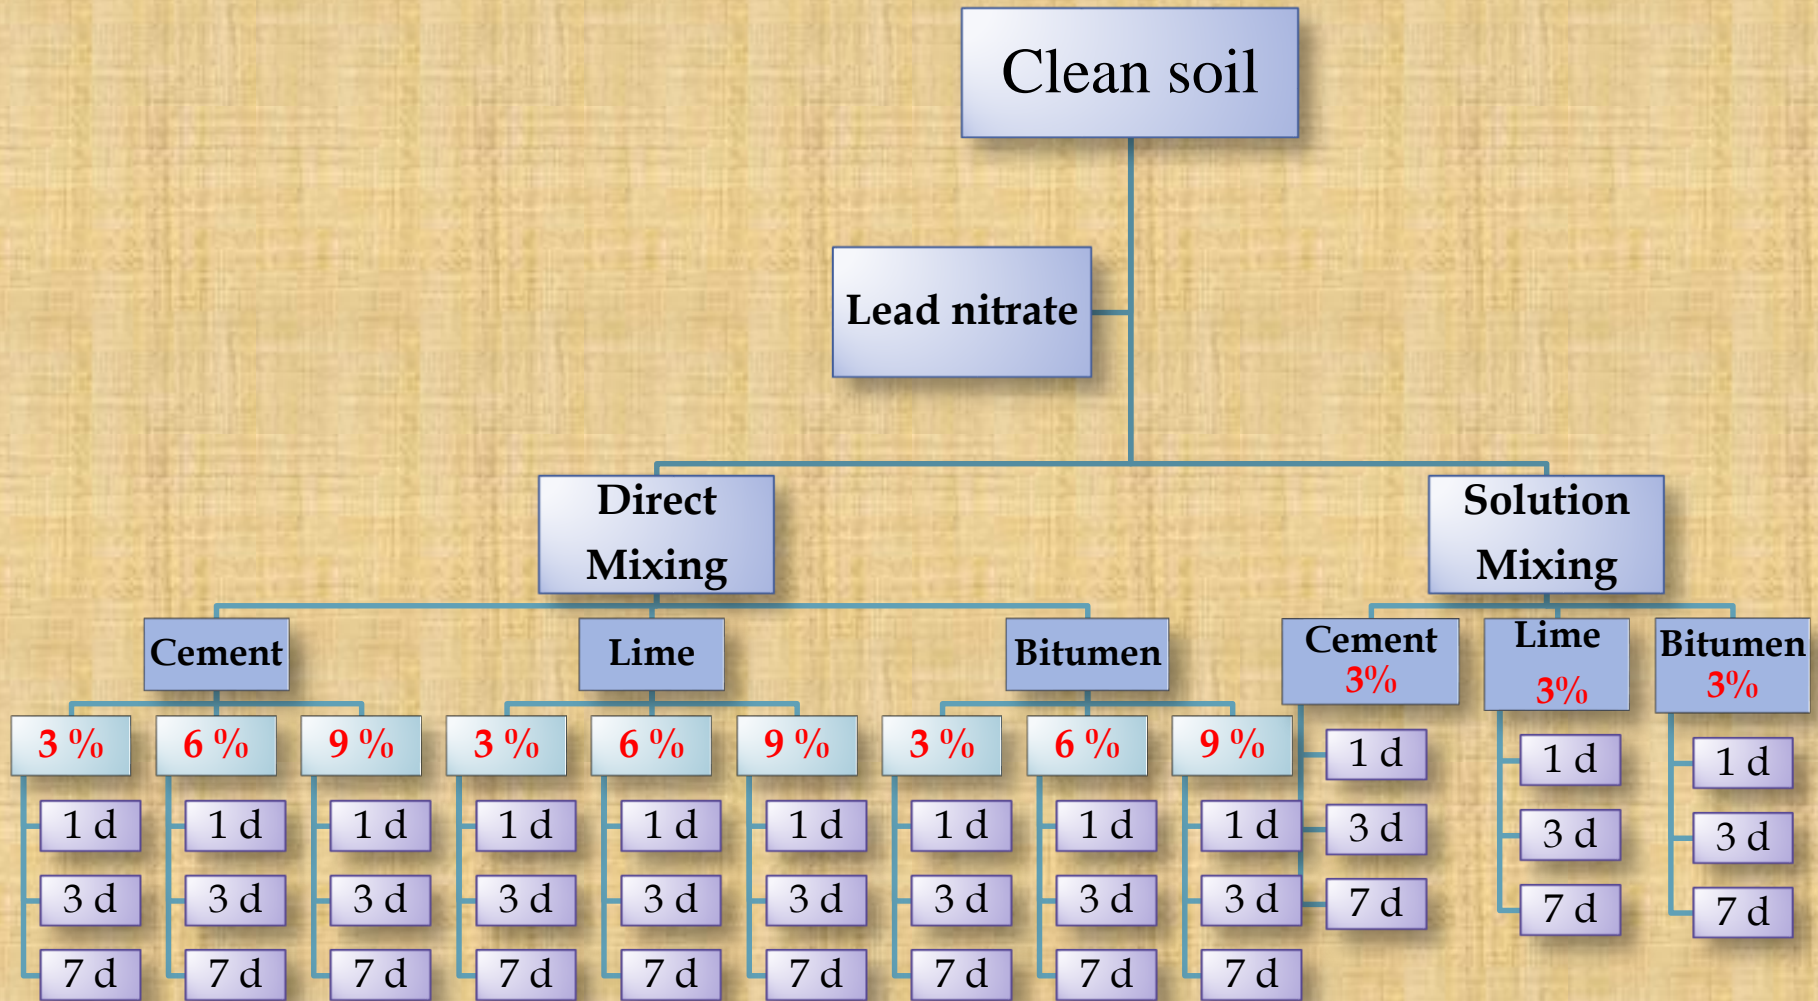 Clean soil
Lead nitrate
Direct
Mixing
Solution
Mixing
Cement
Lime
Bitumen
Cement
3%
Lime
3%
Bitumen
3%
3 %
6 %
9 %
3 %
6 %
9 %
3 %
6 %
9 %
1 d
3 d
7 d
1 d
3 d
7 d
1 d
3 d
7 d
1 d
3 d
7 d
1 d
3 d
7 d
1 d
3 d
7 d
1 d
3 d
7 d
1 d
3 d
7 d
1 d
3 d
7 d
1 d
3 d
7 d
1 d
3 d
7 d
1 d
3 d
7 d